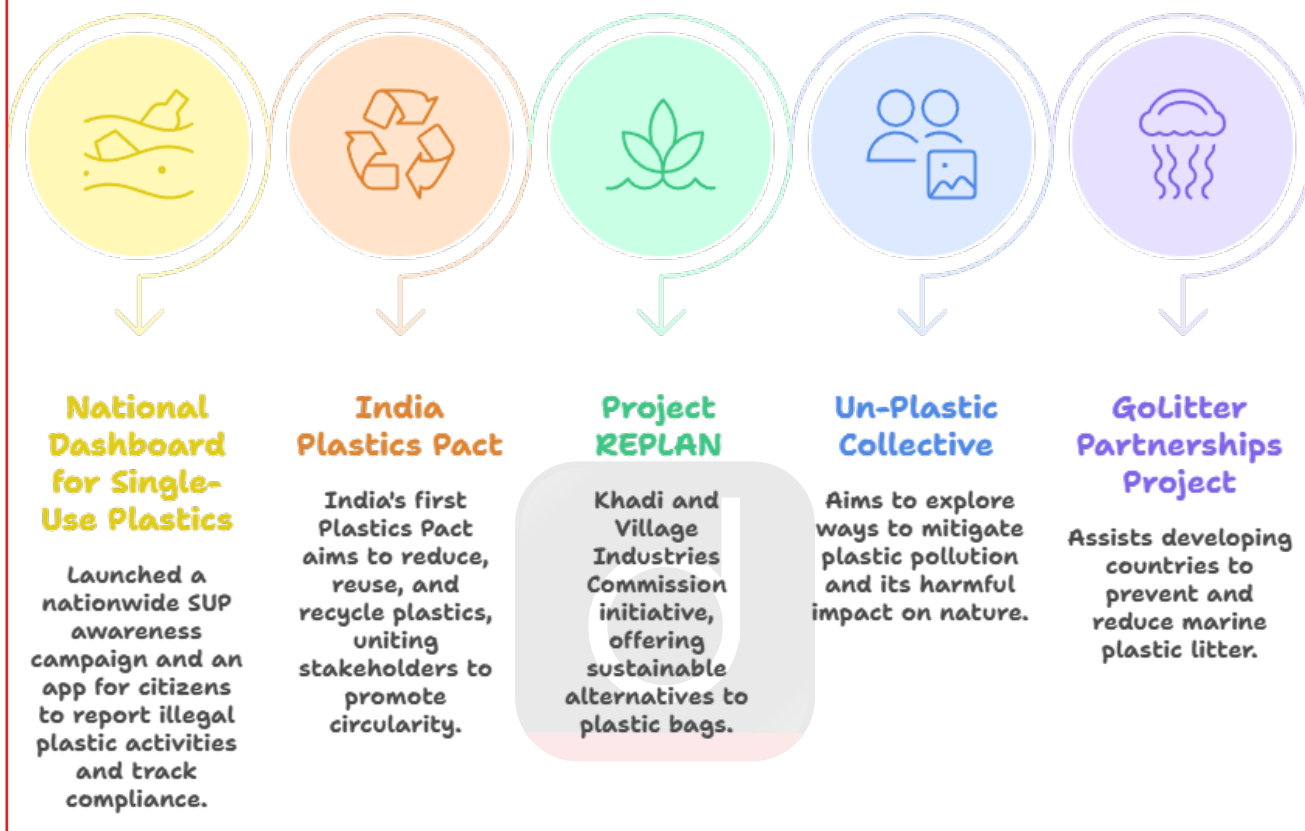 National
Dashboard
for Single-
Use Plastics
Launched a
nationwide SUP
awareness
campaign and an
app for citizens
to report illegal
plastic activities
and track
compliance.
India
Plastics Pact
India's first
Plastics Pact
aims to reduce,
reuse, and
recycle plastics,
uniting
stakeholders to
promote
circularity.
Project
REPLAN
Khadi and
Village
Industries
Commission
initiative,
offering
sustainable
alternatives to
plastic bags.
Un-Plastic
Collective
Aims to explore
ways to mitigate
plastic pollution
and its harmful
impact on nature.
GoLitter
Partnerships
Project
Assists developing
countries to
prevent and
reduce marine
plastic litter.
d